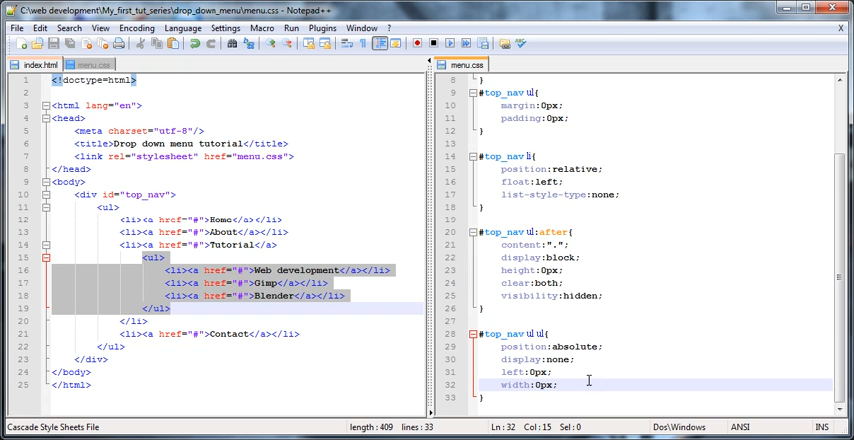 C:\web development\My_first_tut_series\drop_down_menu\menu.css - Notepad++
File Edit Search View Encoding Language Settings Macro Run Plugins Window ? X
index.html menu.css
1 <!doctype=html>
2
3 <html lang="en">
4 <head>
5 <meta charset="utf-8"/>
6 <title>Drop down menu tutorial</title>
7 <link rel="stylesheet" href="menu.css">
8 </head>
9 <body>
10 <div id="top_nav">
11 <ul>
12 <li><a href="#">Home</a></li>
13 <li><a href="#">About</a></li>
14 <li><a href="#">Tutorial</a>
15 <ul>
16 <li><a href="#">Web development</a></li>
17 <li><a href="#">Gimp</a></li>
18 <li><a href="#">Blender</a></li>
19 </ul>
20 </li>
21 <li><a href="#">Contact</a></li>
22 </ul>
23 </div>
24 </body>
25 </html>
menu.css
8 }
9 #top_nav ul{
10 margin:0px;
11 padding:0px;
12 }
13
14 #top_nav li{
15 position:relative;
16 float:left;
17 list-style-type:none;
18 }
19
20 #top_nav ul:after{
21 content:".";
22 display:block;
23 height:0px;
24 clear:both;
25 visibility:hidden;
26 }
27
28 #top_nav ul ul{
29 position:absolute;
30 display:none;
31 left:0px;
32 width:0px;
33 }
Cascade Style Sheets File length : 409 lines : 33 Ln : 32 Col : 15 Sel : 0 Dos\Windows ANSI INS